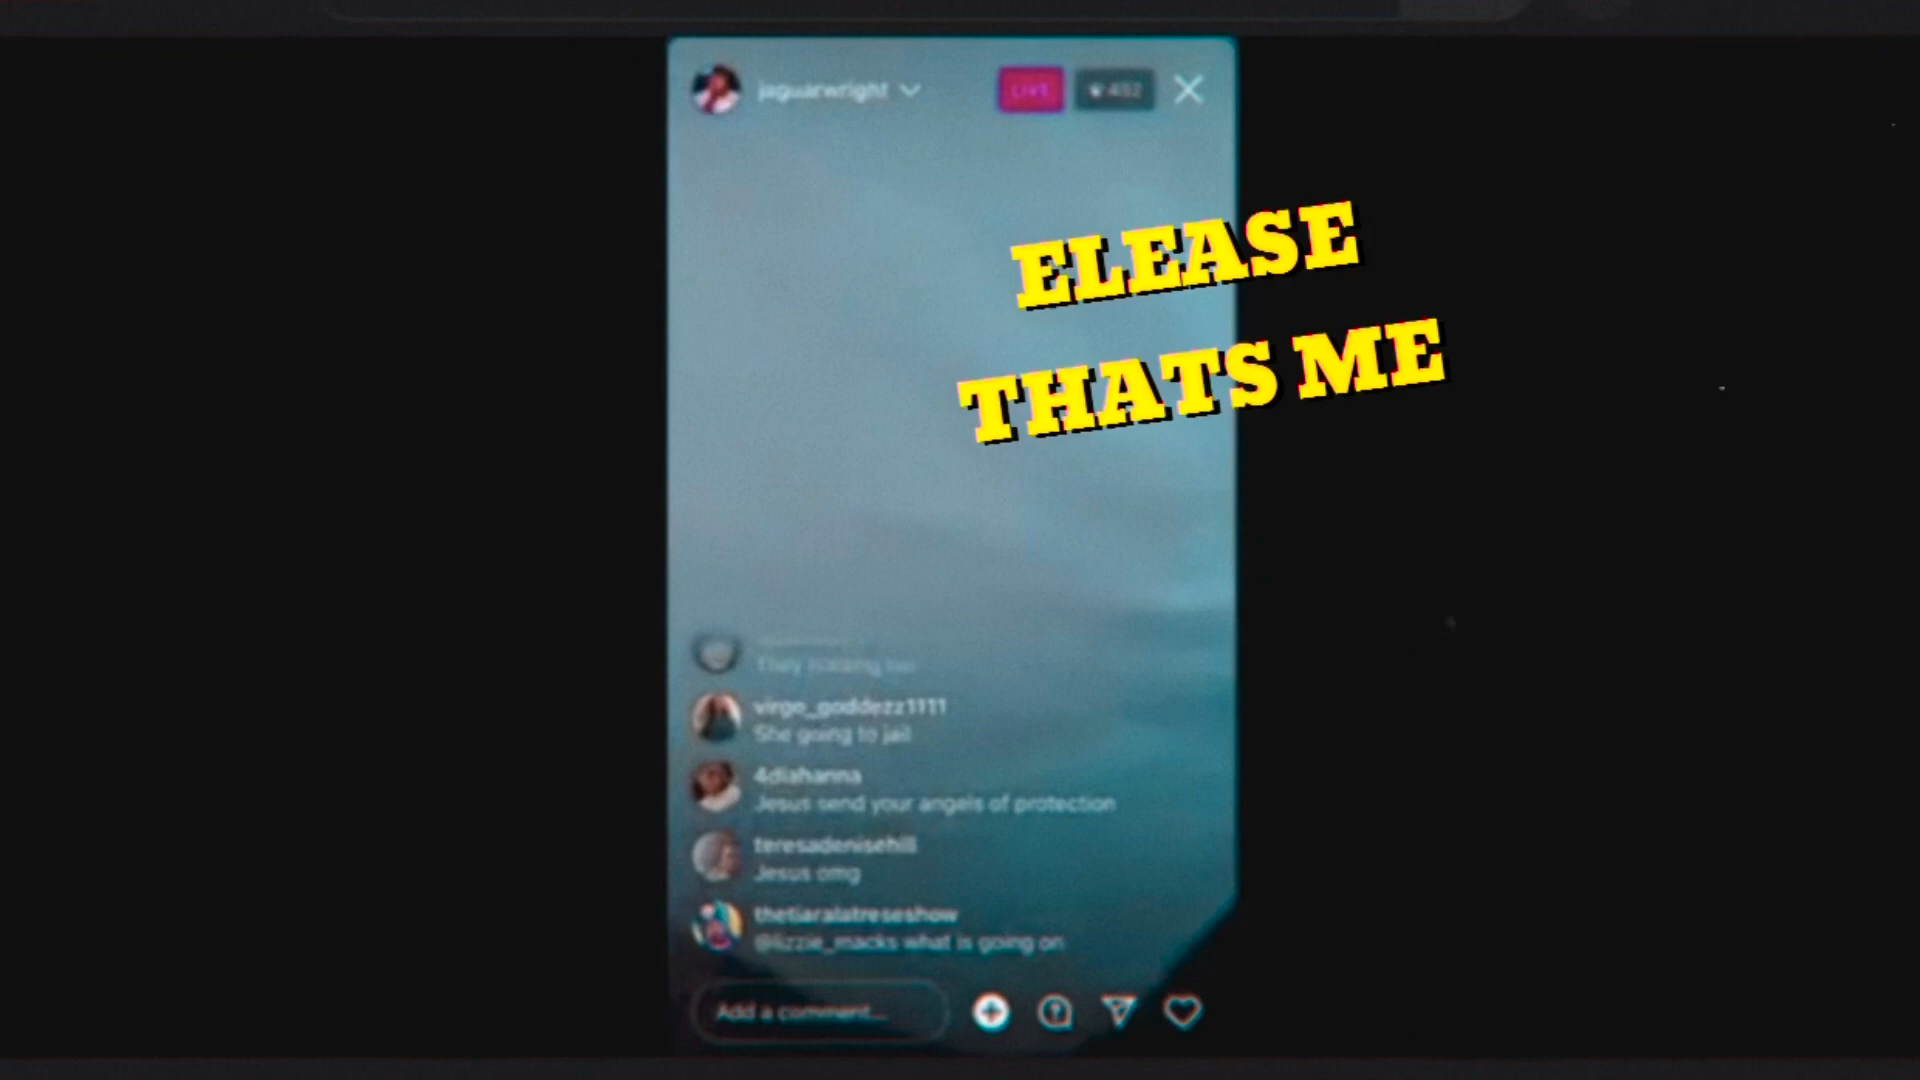 jaguarwright
LIVE
ELEASE
THATS ME
virgo_goddezz1111
She going to jail
4diahanna
Jesus send your angels of protection
teresadenisehill
Jesus omg
thetiaralatreseshow
@lizzie_macks what is going on
Add a comment...